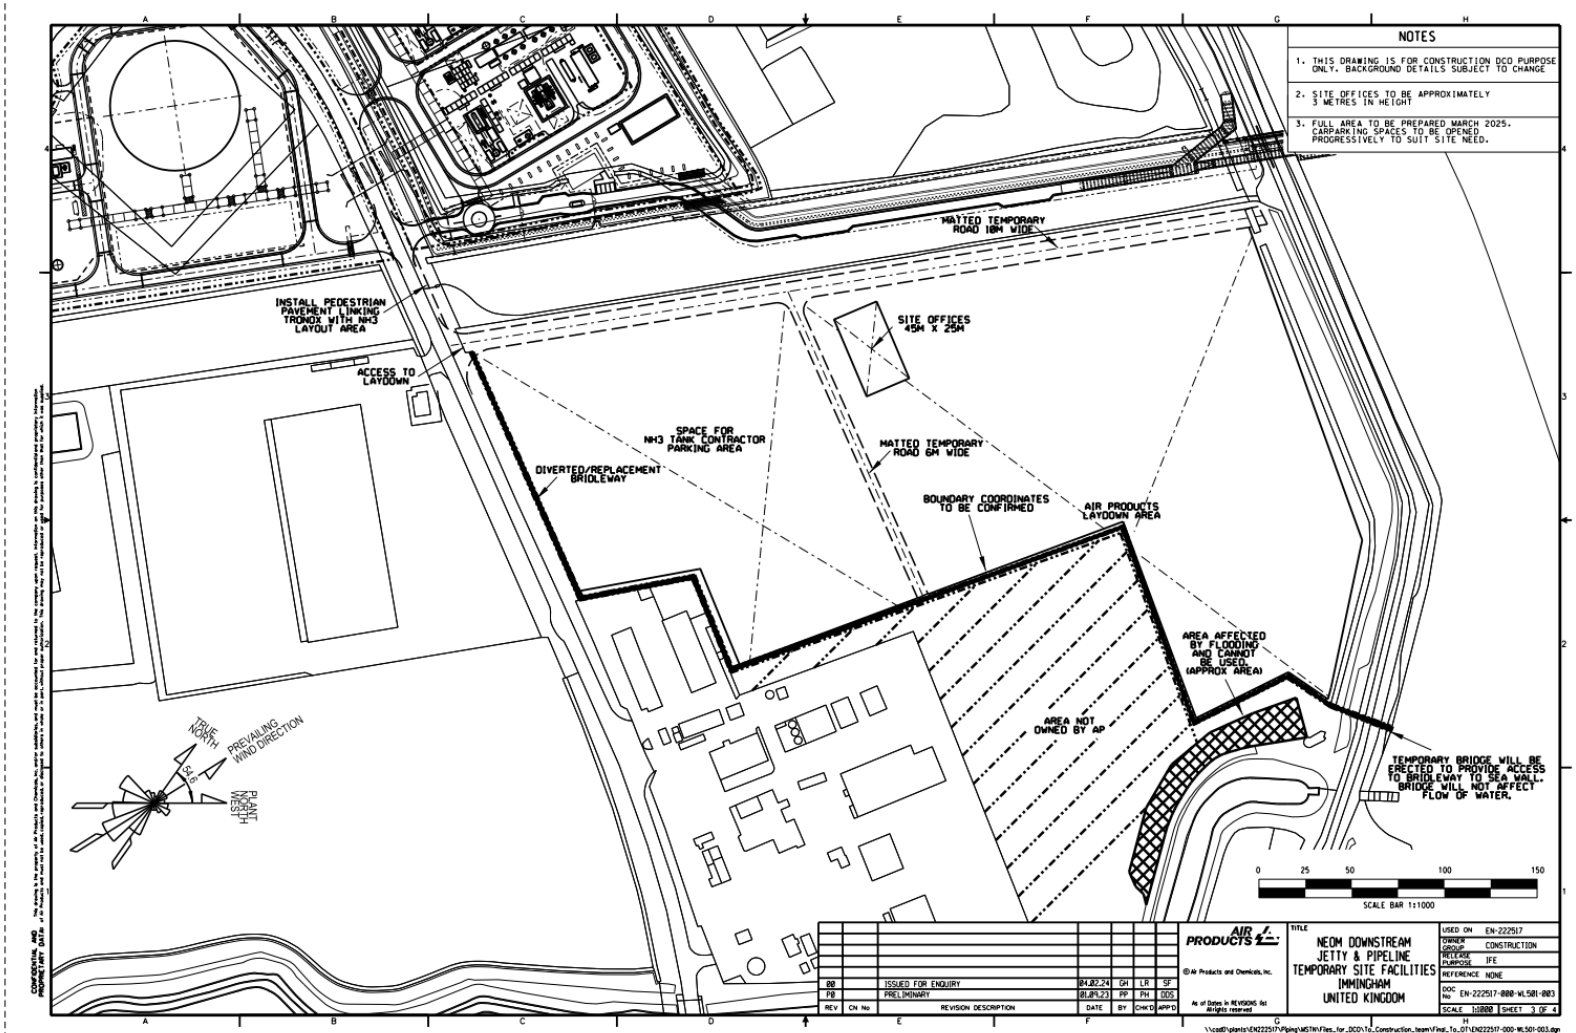 A B C D E F G H
NOTES
1. THIS DRAWING IS FOR CONSTRUCTION DCO PURPOSE
ONLY. BACKGROUND DETAILS SUBJECT TO CHANGE
2. SITE OFFICES TO BE APPROXIMATELY
3 METRES IN HEIGHT
3. FULL AREA TO BE PREPARED MARCH 2025.
CARPARKING SPACES TO BE OPENED
PROGRESSIVELY TO SUIT SITE NEED.
4
4
MATTED TEMPORARY
ROAD 10M WIDE
INSTALL PEDESTRIAN
PAVEMENT LINKING
TRONOX WITH NH3
LAYOUT AREA
SITE OFFICES
45M X 25M
ACCESS TO
LAYDOWN
3
3
SPACE FOR
NH3 TANK CONTRACTOR
PARKING AREA
MATTED TEMPORARY
ROAD 6M WIDE
DIVERTED/REPLACEMENT
BRIDLEWAY
BOUNDARY COORDINATES
TO BE CONFIRMED
AIR PRODUCTS
LAYDOWN AREA
2
2
AREA AFFECTED
BY FLOODING
AND CANNOT
BE USED.
(APPROX AREA)
AREA NOT
OWNED BY AP
TRUE
NORTH
PREVAILING
WIND DIRECTION
54.6
PLANT
NORTH
WEST
TEMPORARY BRIDGE WILL BE
ERECTED TO PROVIDE ACCESS
TO BRIDLEWAY TO SEA WALL.
BRIDGE WILL NOT AFFECT
FLOW OF WATER.
0 25 50 100 150
SCALE BAR 1:1000
1
1
CONFIDENTIAL AND
PROPRIETARY DATA:
00 ISSUED FOR ENQUIRY 04.02.24 GH LR SF
P0 PRELIMINARY 01.09.23 PP PH DDS
REV CN No REVISION DESCRIPTION DATE BY CHK'D APP'D
AIR
PRODUCTS
© Air Products and Chemicals, Inc.
As of Dates in REVISIONS list
All rights reserved
TITLE
NEOM DOWNSTREAM
JETTY & PIPELINE
TEMPORARY SITE FACILITIES
IMMINGHAM
UNITED KINGDOM
USED ON EN-222517
OWNER GROUP CONSTRUCTION
RELEASE PURPOSE IFE
REFERENCE NONE
DOC No EN-222517-000-WL501-003
SCALE 1:1000 SHEET 3 OF 4
A B C D E F G H